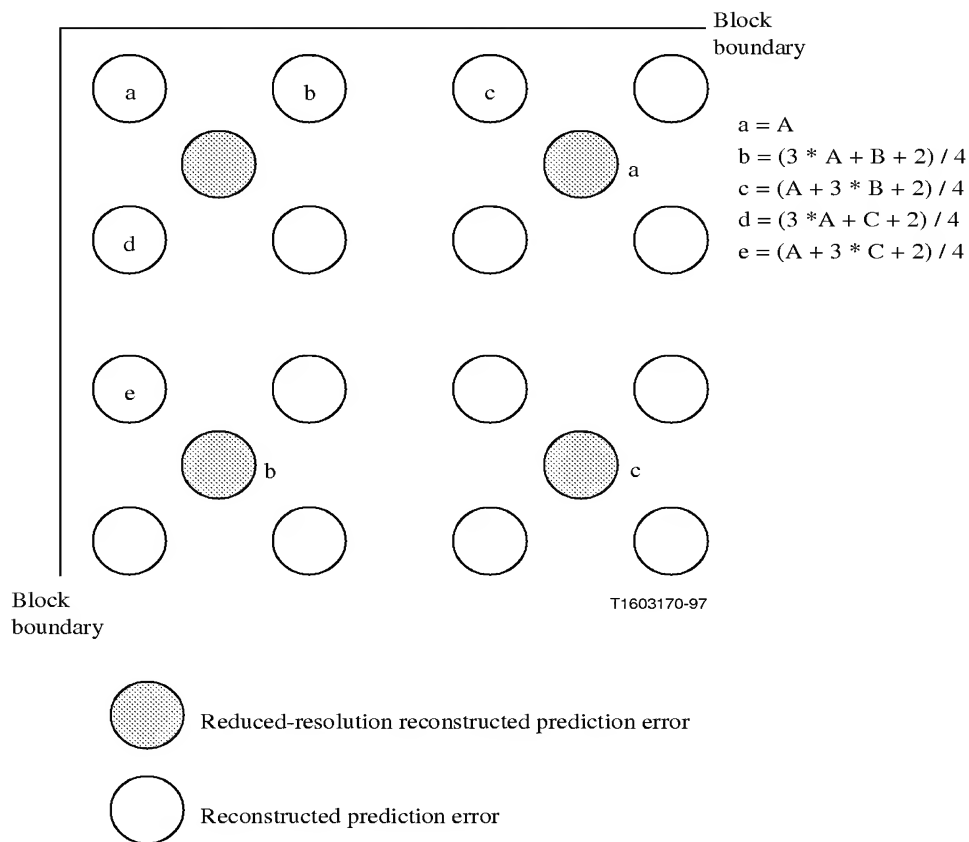 Block
boundary
a
b
c
a = A
b = (3 * A + B + 2) / 4
a
c = (A + 3 * B + 2) / 4
d
d = (3 *A + C + 2) / 4
e = (A + 3 * C + 2) / 4
e
b
c
Block
boundary
T1603170-97
Reduced-resolution reconstructed prediction error
Reconstructed prediction error